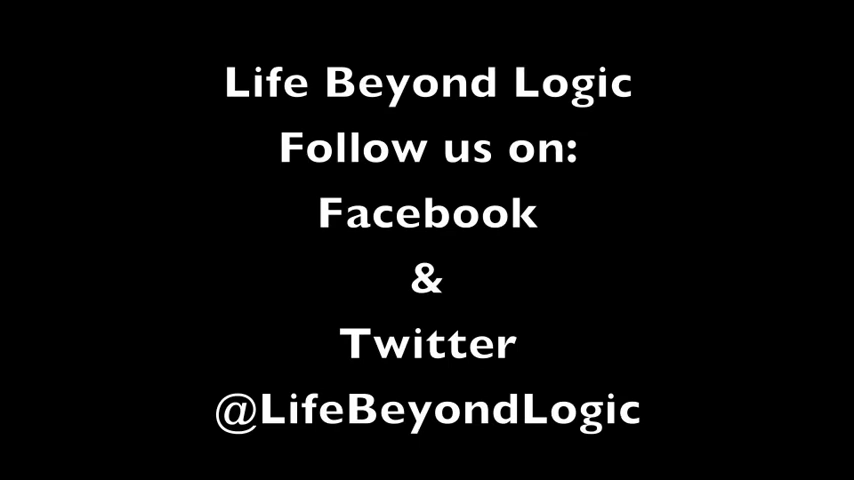 Life Beyond Logic
Follow us on:
Facebook
&
Twitter
@LifeBeyondLogic